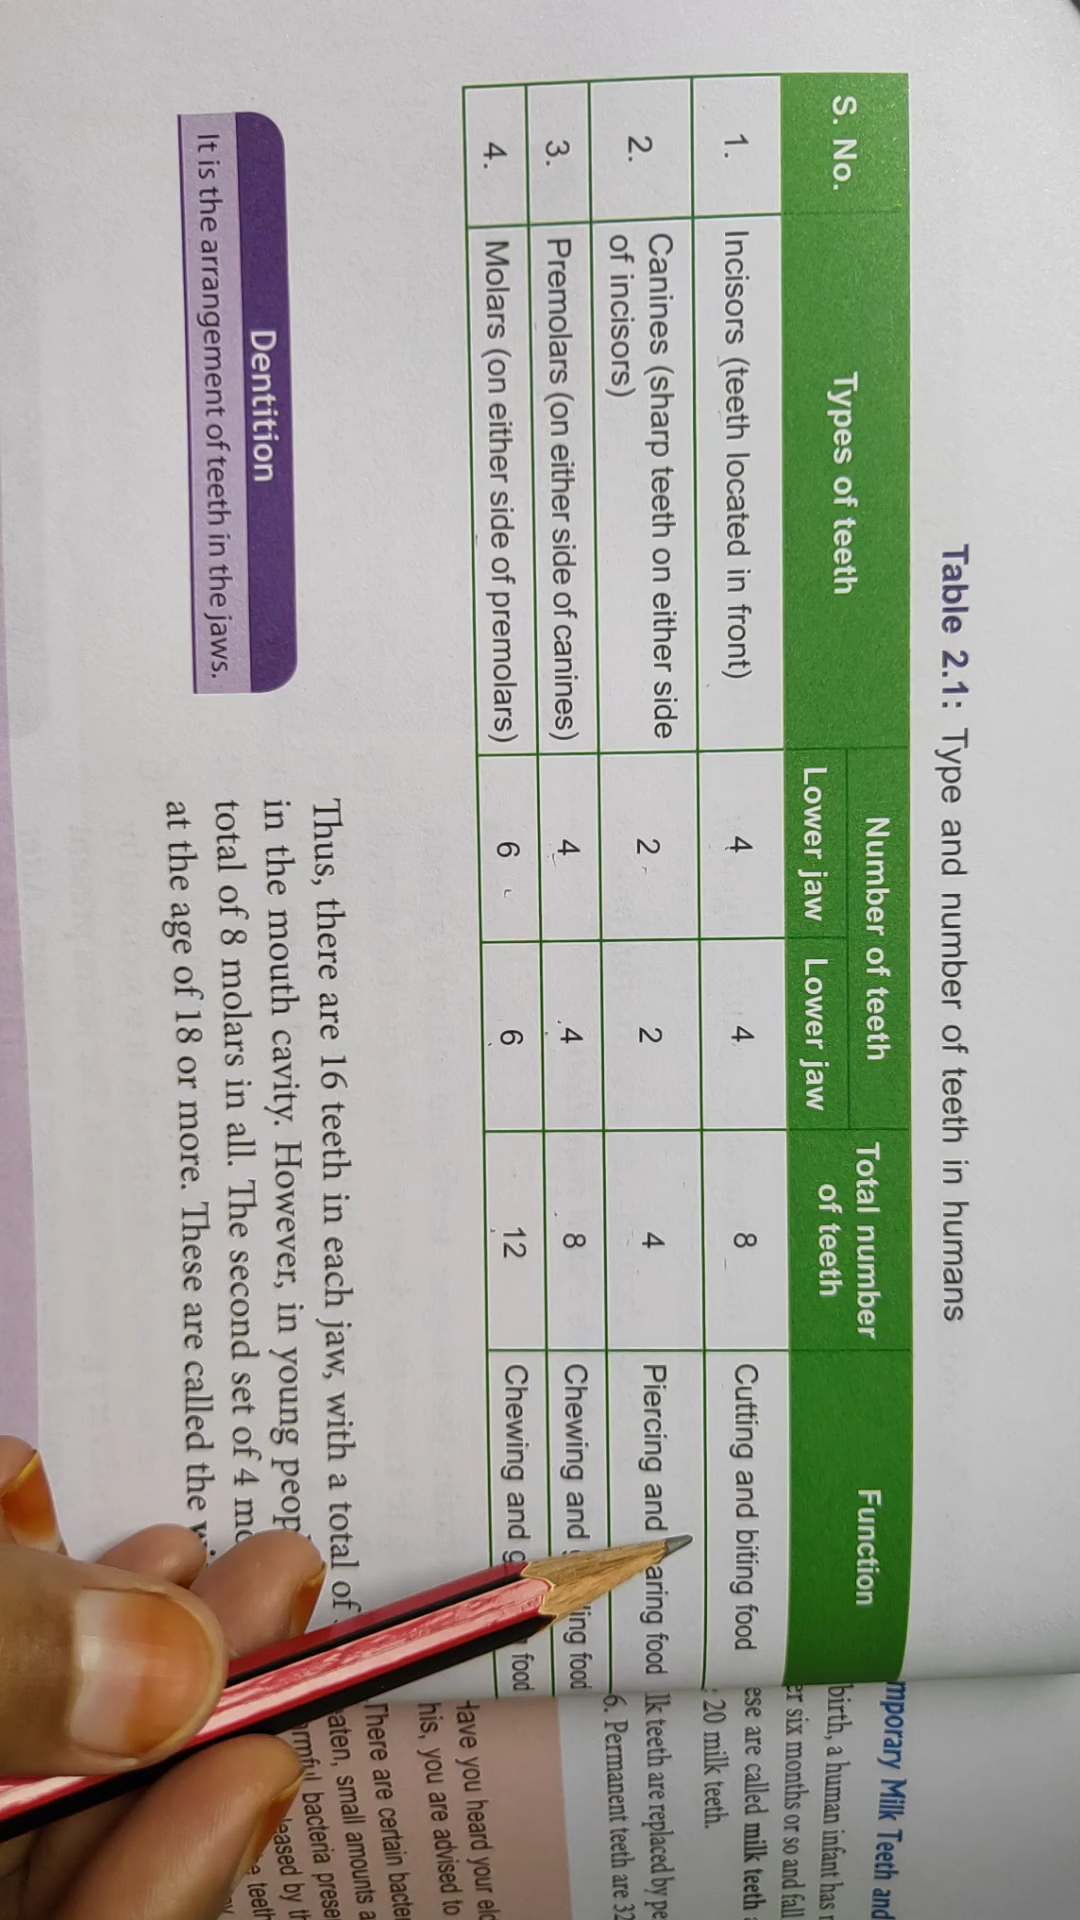 Table 2.1: Type and number of teeth in humans
S. No. Types of teeth Number of teeth Total number of teeth Function
Lower jaw Lower jaw
1. Incisors (teeth located in front) 4 4 8 Cutting and biting food
2. Canines (sharp teeth on either side 2 2 4 Piercing and food
of incisors)
3. Premolars (on either side of canines) 4 4 8 Chewing and food
4. Molars (on either side of premolars) 6 6 12 Chewing and food
Dentition
It is the arrangement of teeth in the jaws.
Thus, there are 16 teeth in each jaw, with a total of
in the mouth cavity. However, in young
total of 8 molars in all. The second set of 4
at the age of 18 or more. These are called the
Milk Teeth and
birth, a human infant has
six months or so and fall
are called milk teeth
20 milk teeth.
teeth are replaced by
6. Permanent teeth are 32
Have you heard your
his, you are advised to
There are certain
small amounts
bacteria
by
teeth